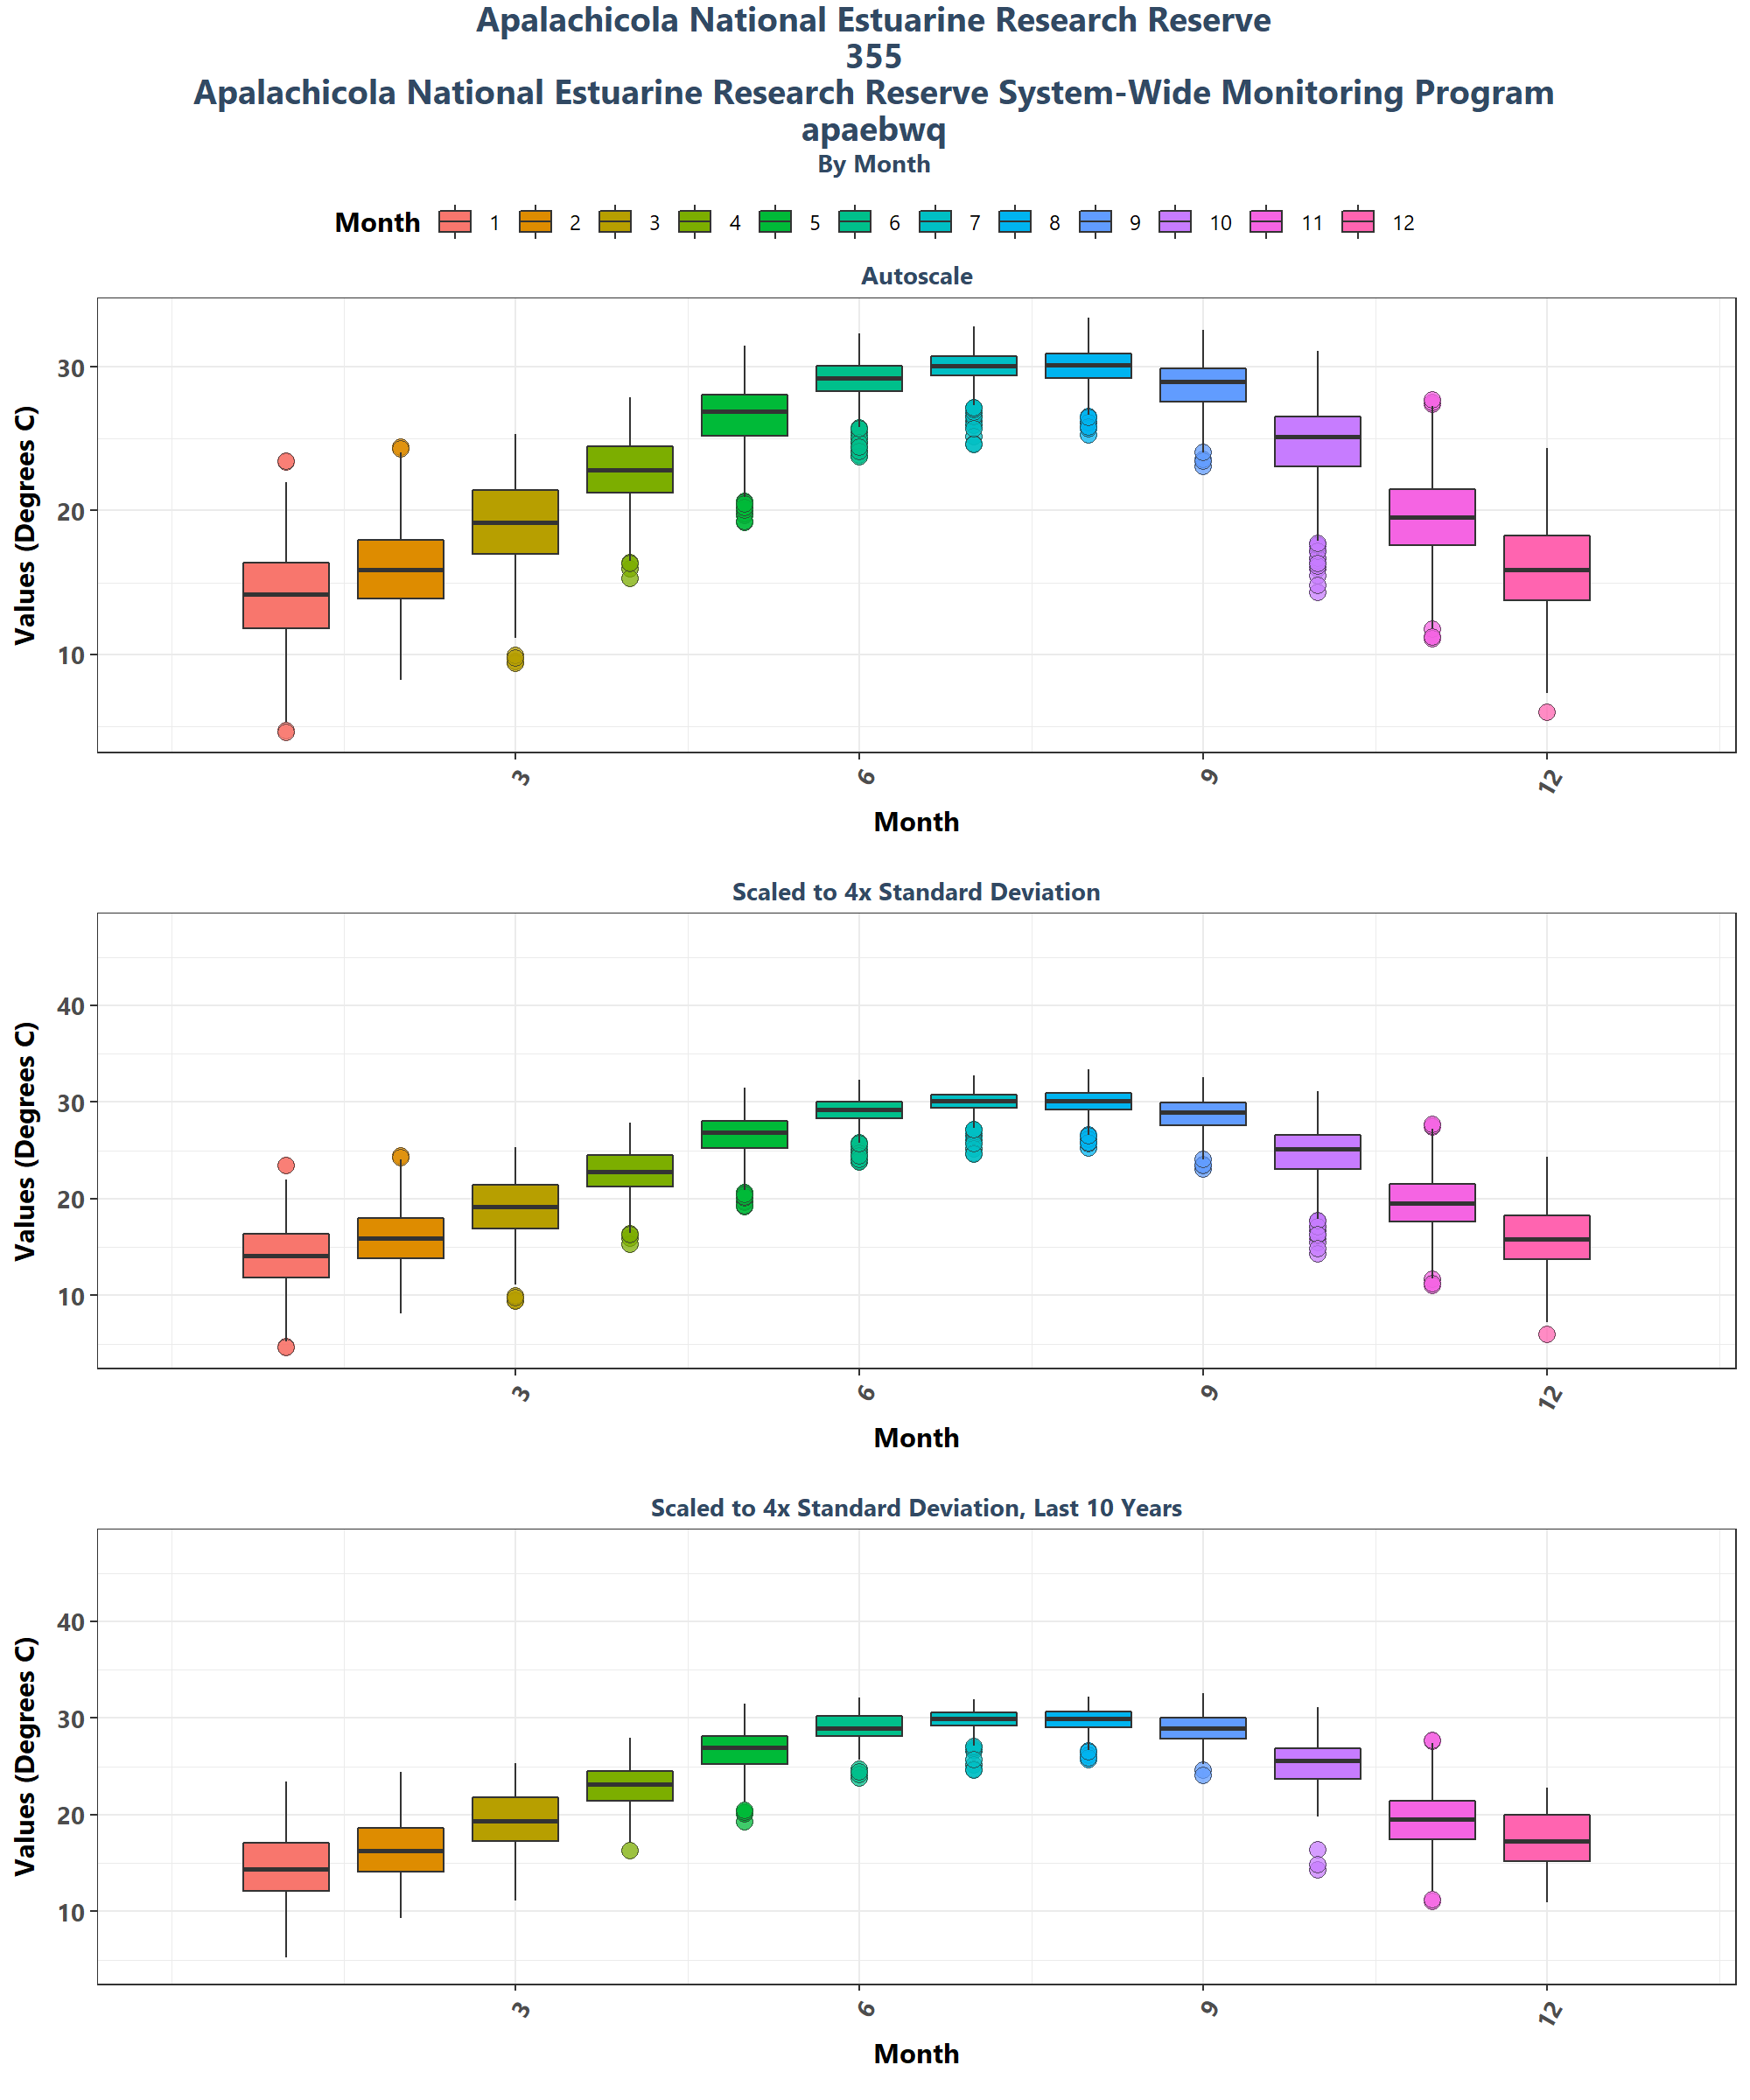 Apalachicola National Estuarine Research Reserve
355
Apalachicola National Estuarine Research Reserve System-Wide Monitoring Program
apaebwq
By Month
Month 1 2 3 4 5 6 7 8 9 10 11 12
Autoscale
Values (Degrees C)
30
20
10
3 6 9 12
Month
Scaled to 4x Standard Deviation
Values (Degrees C)
40
30
20
10
3 6 9 12
Month
Scaled to 4x Standard Deviation, Last 10 Years
Values (Degrees C)
40
30
20
10
3 6 9 12
Month